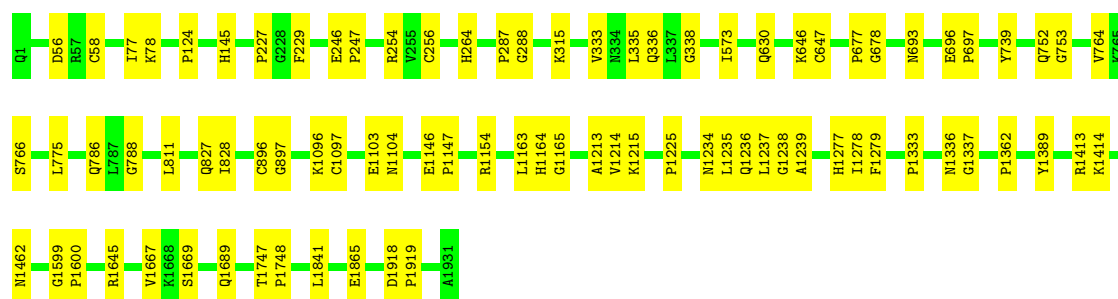 Q1 D56 R57 C58 I77 K78 P124 H145 P227 G228 F229 E246 P247 R254 V255 C256 H264 P287 G288 K315 V333 N334 L335 Q336 L337 G338 I573 Q630 K646 C647 P677 G678 N693 E696 P697 Y739 Q752 G753 V764 K765
S766 L775 Q786 L787 G788 L811 Q827 I828 C896 G897 K1096 C1097 E1103 N1104 E1146 P1147 R1154 L1163 H1164 G1165 A1213 V1214 K1215 P1225 N1234 L1235 Q1236 L1237 G1238 A1239 H1277 I1278 F1279 P1333 N1336 G1337 P1362 Y1389 R1413 K1414
N1462 G1599 P1600 R1645 V1667 K1668 S1669 Q1689 T1747 P1748 L1841 E1865 D1918 P1919 A1931